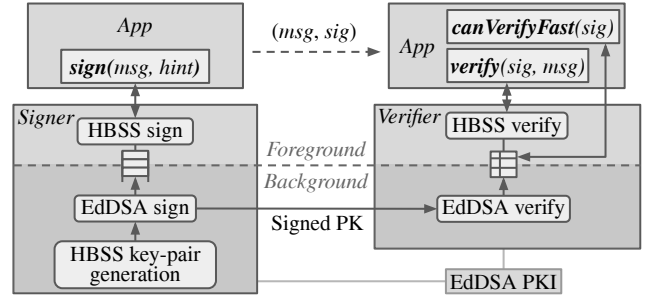 App
sign(msg, hint)
(msg, sig)
App
canVerifyFast(sig)
verify(sig, msg)
Signer
HBSS sign
Foreground
Background
EdDSA sign
HBSS key-pair
generation
Signed PK
Verifier
HBSS verify
EdDSA verify
EdDSA PKI